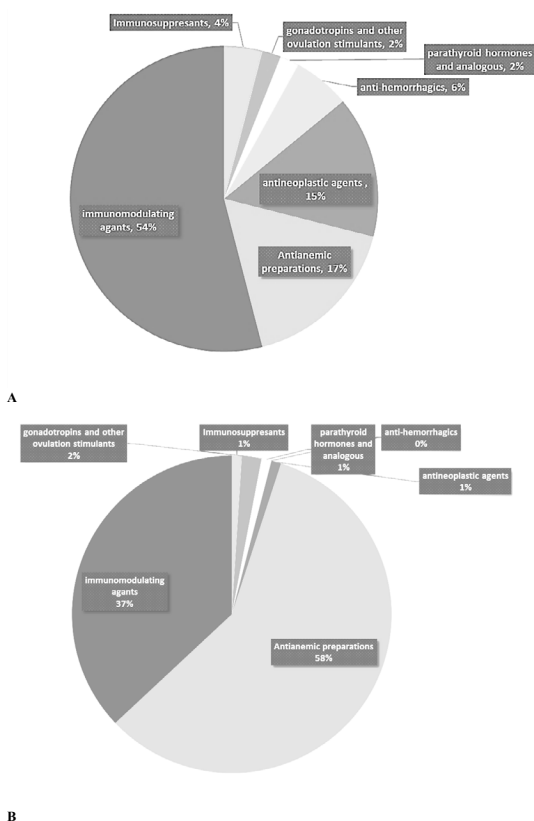 Immunosuppresants, 4%
gonadotropins and other
ovulation stimulants, 2%
parathyroid hormones
and analogous, 2%
anti-hemorrhagics, 6%
antineoplastic agents ,
15%
immunomodulating
agants, 54%
Antianemic
preparations, 17%
A
gonadotropins and other
ovulation stimulants
2%
Immunosuppresants
1%
parathyroid
hormones and
analogous
1%
anti-hemorrhagics
0%
antineoplastic agents
1%
immunomodulating
agants
37%
Antianemic preparations
58%
B